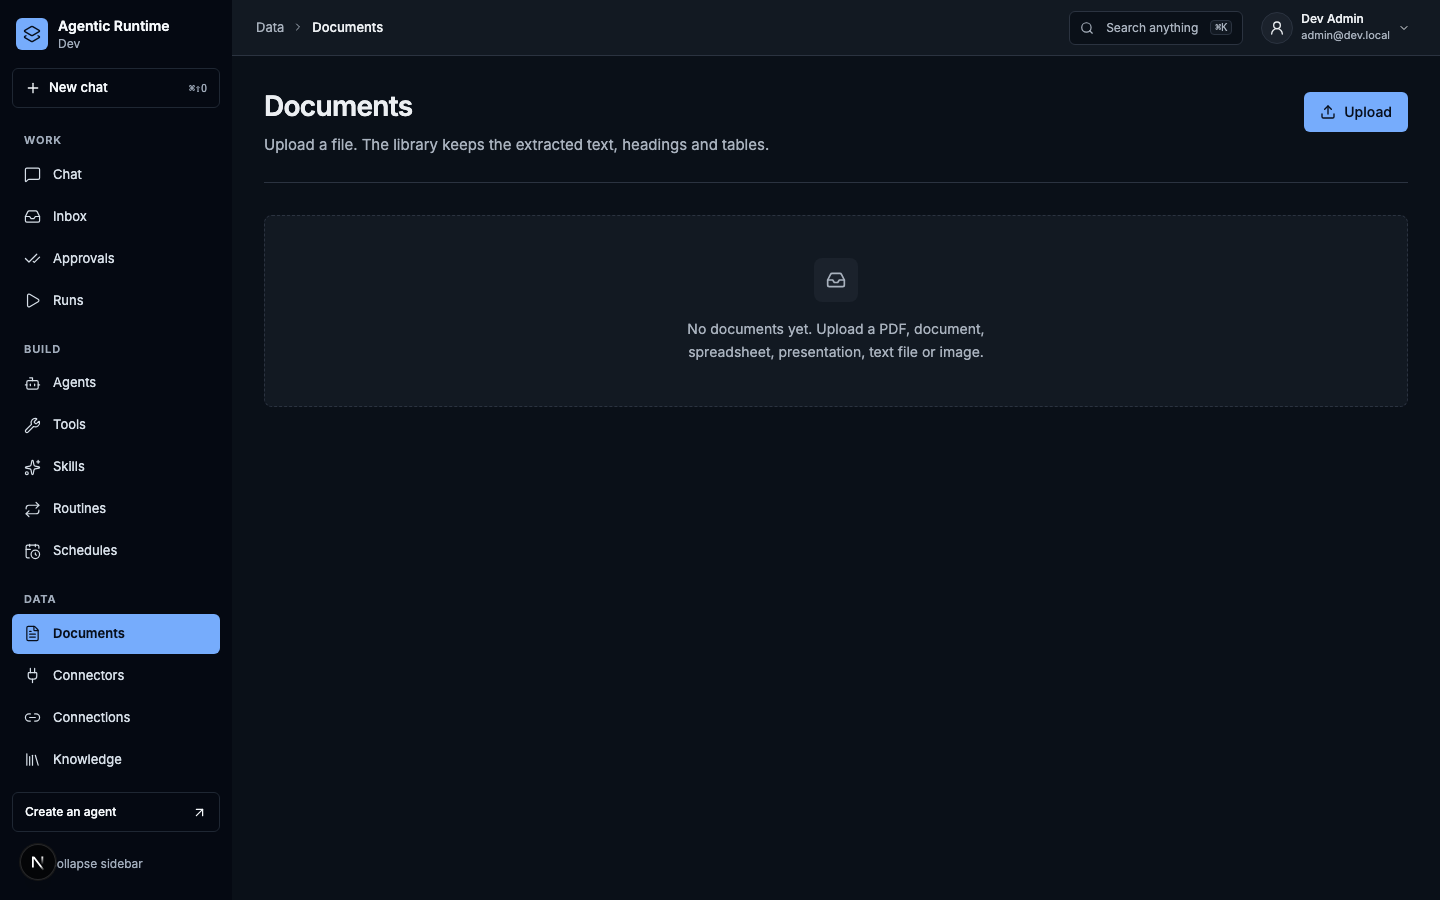 Agentic Runtime
Dev
New chat ⌘⇧O
WORK
Chat
Inbox
Approvals
Runs
BUILD
Agents
Tools
Skills
Routines
Schedules
DATA
Documents
Connectors
Connections
Knowledge
Create an agent
N
ollapse sidebar
Data > Documents
Search anything ⌘K
Dev Admin
admin@dev.local
Documents
Upload
Upload a file. The library keeps the extracted text, headings and tables.
No documents yet. Upload a PDF, document,
spreadsheet, presentation, text file or image.